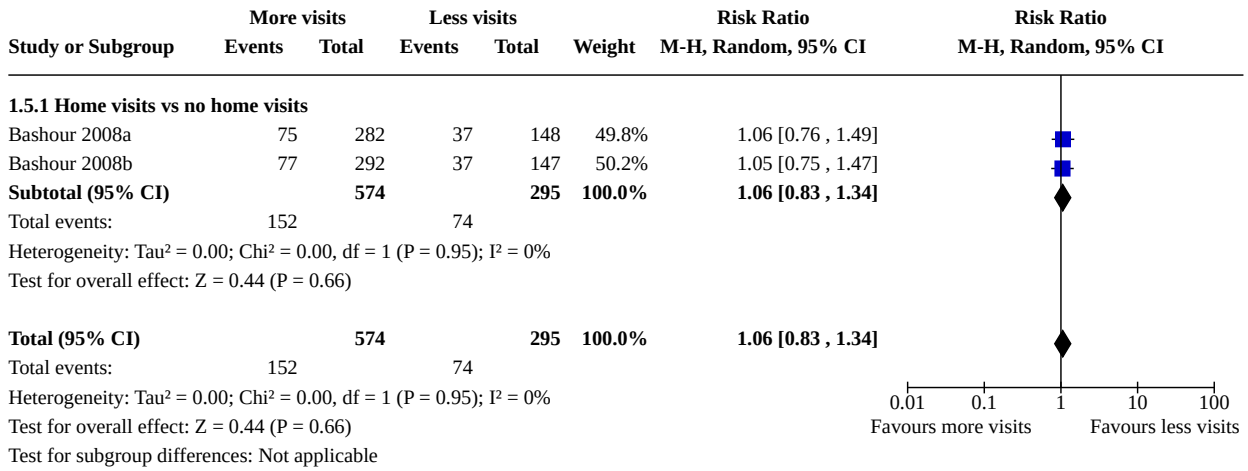 More visits Less visits Risk Ratio Risk Ratio
Study or Subgroup Events Total Events Total Weight M-H, Random, 95% CI M-H, Random, 95% CI
1.5.1 Home visits vs no home visits
Bashour 2008a 75 282 37 148 49.8% 1.06 [0.76 , 1.49]
Bashour 2008b 77 292 37 147 50.2% 1.05 [0.75 , 1.47]
Subtotal (95% CI) 574 295 100.0% 1.06 [0.83 , 1.34]
Total events: 152 74
Heterogeneity: Tau² = 0.00; Chi² = 0.00, df = 1 (P = 0.95); I² = 0%
Test for overall effect: Z = 0.44 (P = 0.66)
Total (95% CI) 574 295 100.0% 1.06 [0.83 , 1.34]
Total events: 152 74
Heterogeneity: Tau² = 0.00; Chi² = 0.00, df = 1 (P = 0.95); I² = 0% 0.01 0.1 1 10 100
Test for overall effect: Z = 0.44 (P = 0.66) Favours more visits Favours less visits
Test for subgroup differences: Not applicable